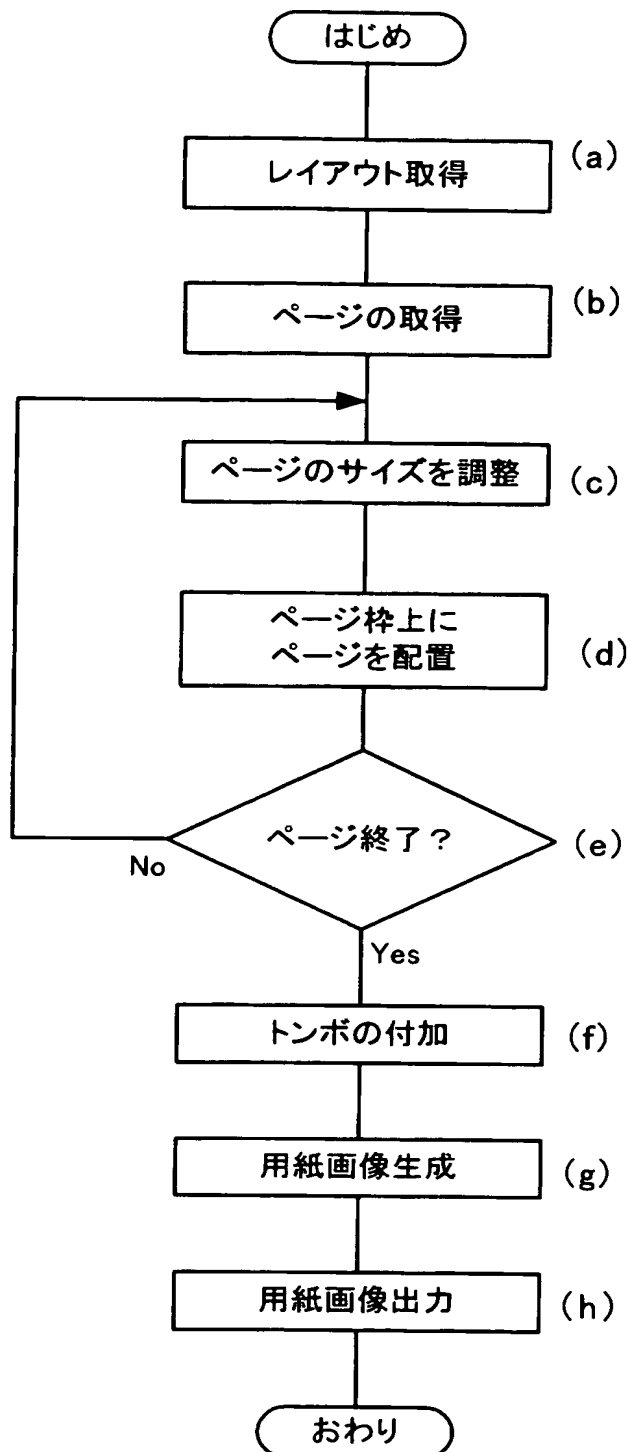 はじめ
レイアウト取得
(a)
ページの取得
(b)
ページのサイズを調整
(c)
ページ枠上に
ページを配置
(d)
ページ終了?
(e)
No
Yes
トンボの付加
(f)
用紙画像生成
(g)
用紙画像出力
(h)
おわり